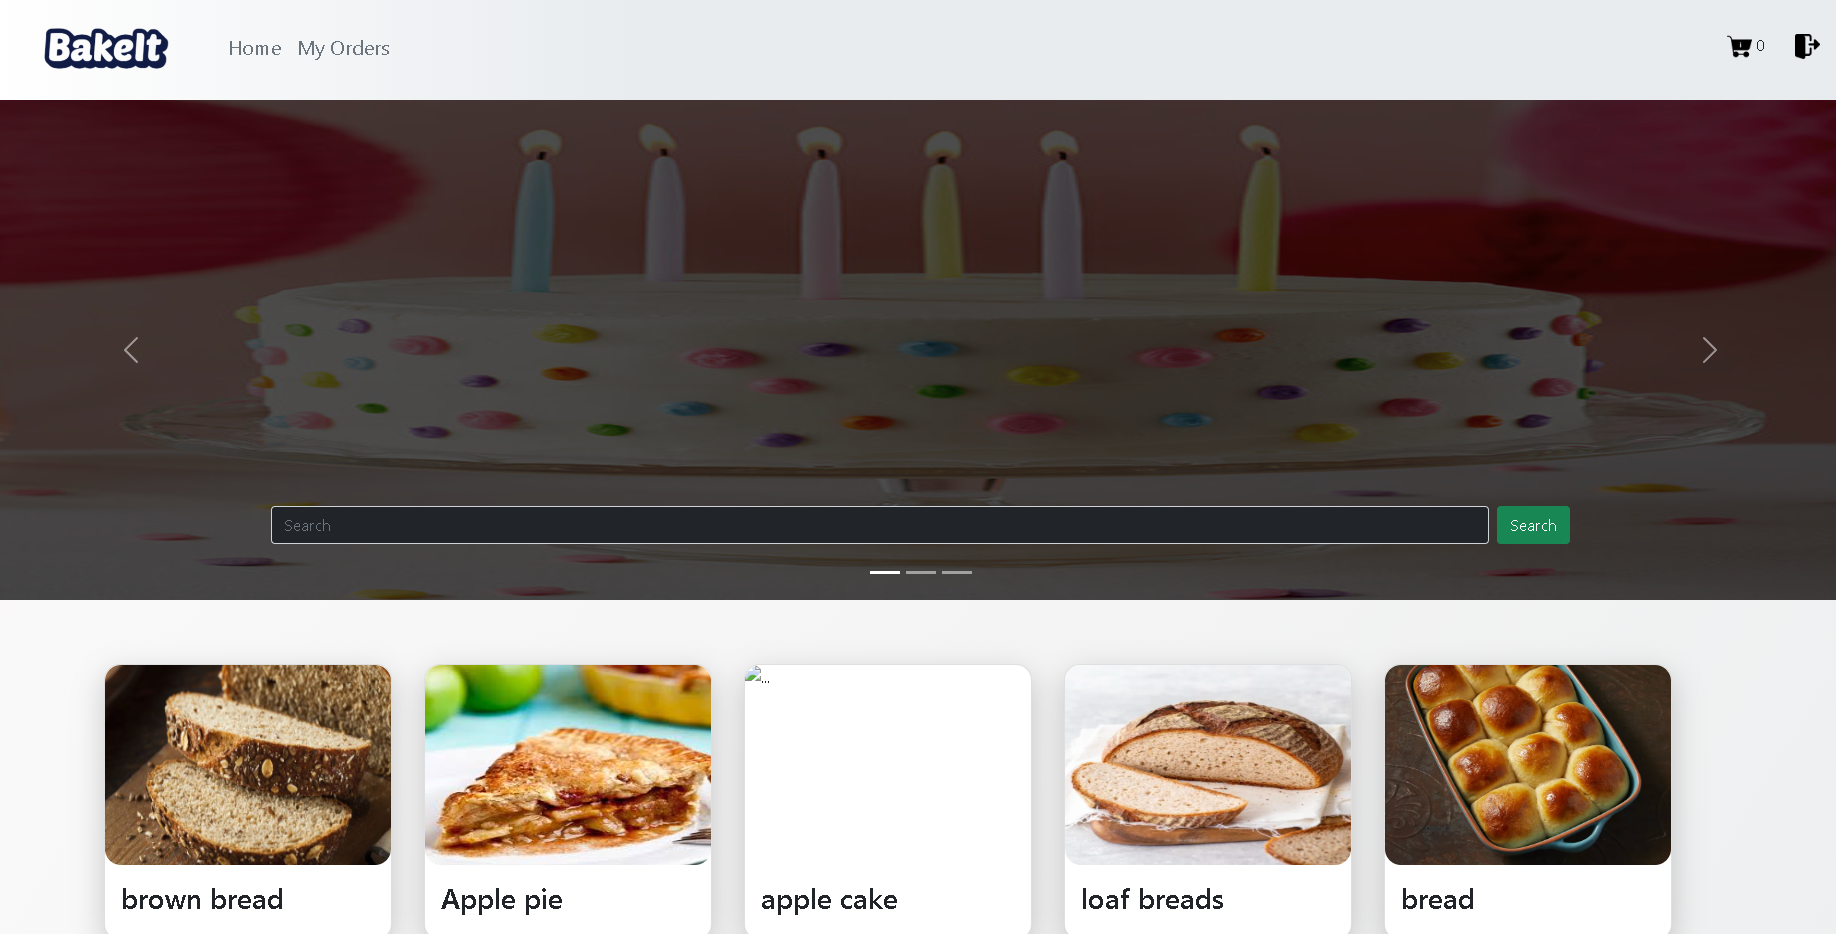 BakeIt
Home My Orders
0
Search
Search
...
brown bread
Apple pie
apple cake
loaf breads
bread